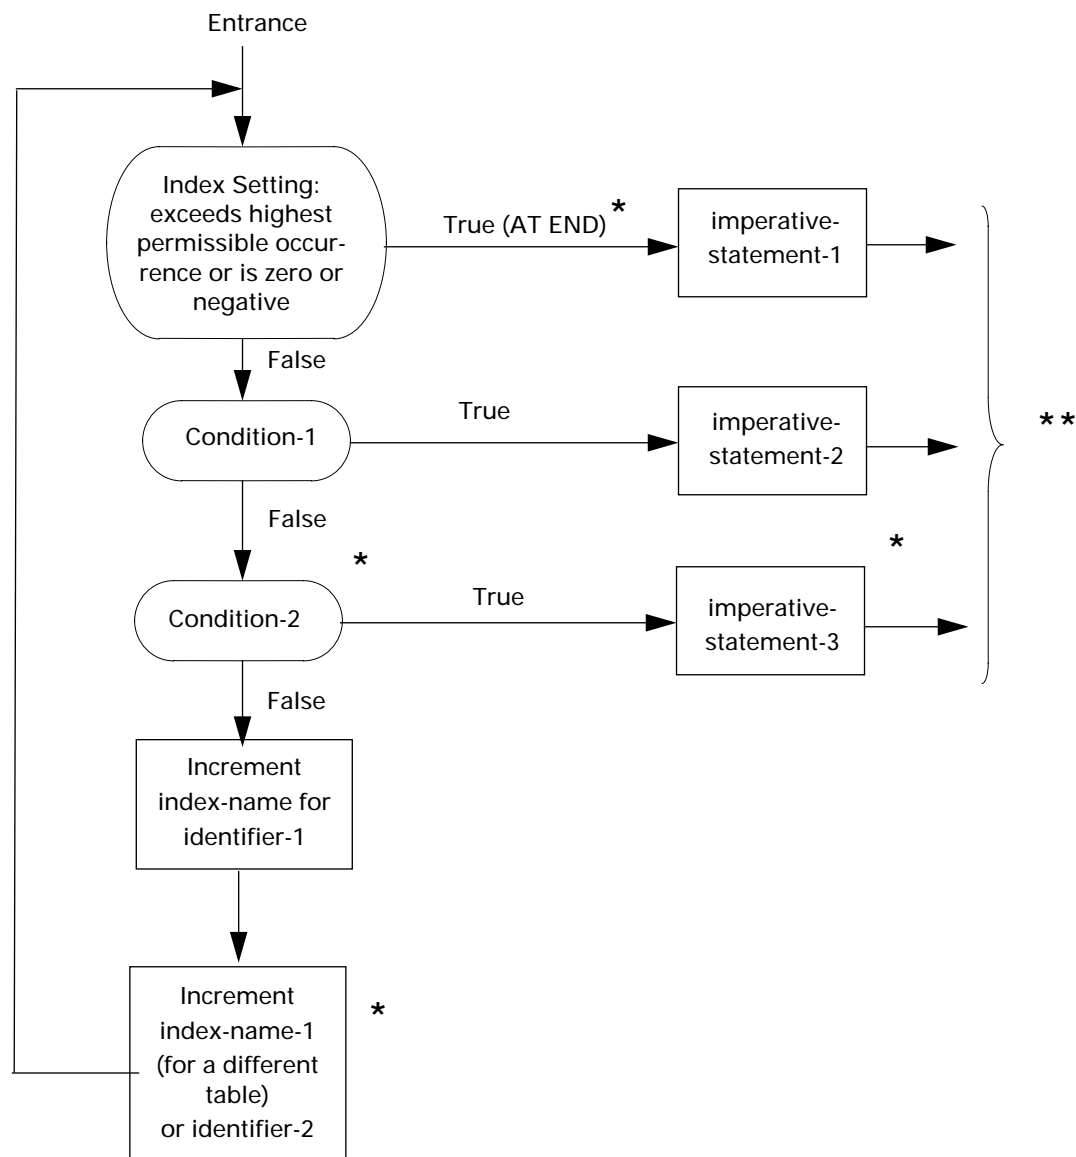 Entrance
Index Setting:
exceeds highest
permissible occur-
rence or is zero or
negative
True (AT END)
*
imperative-
statement-1
False
Condition-1
True
imperative-
statement-2
**
False
*
Condition-2
True
imperative-
statement-3
*
False
Increment
index-name for
identifier-1
Increment
index-name-1
(for a different
table)
or identifier-2
*